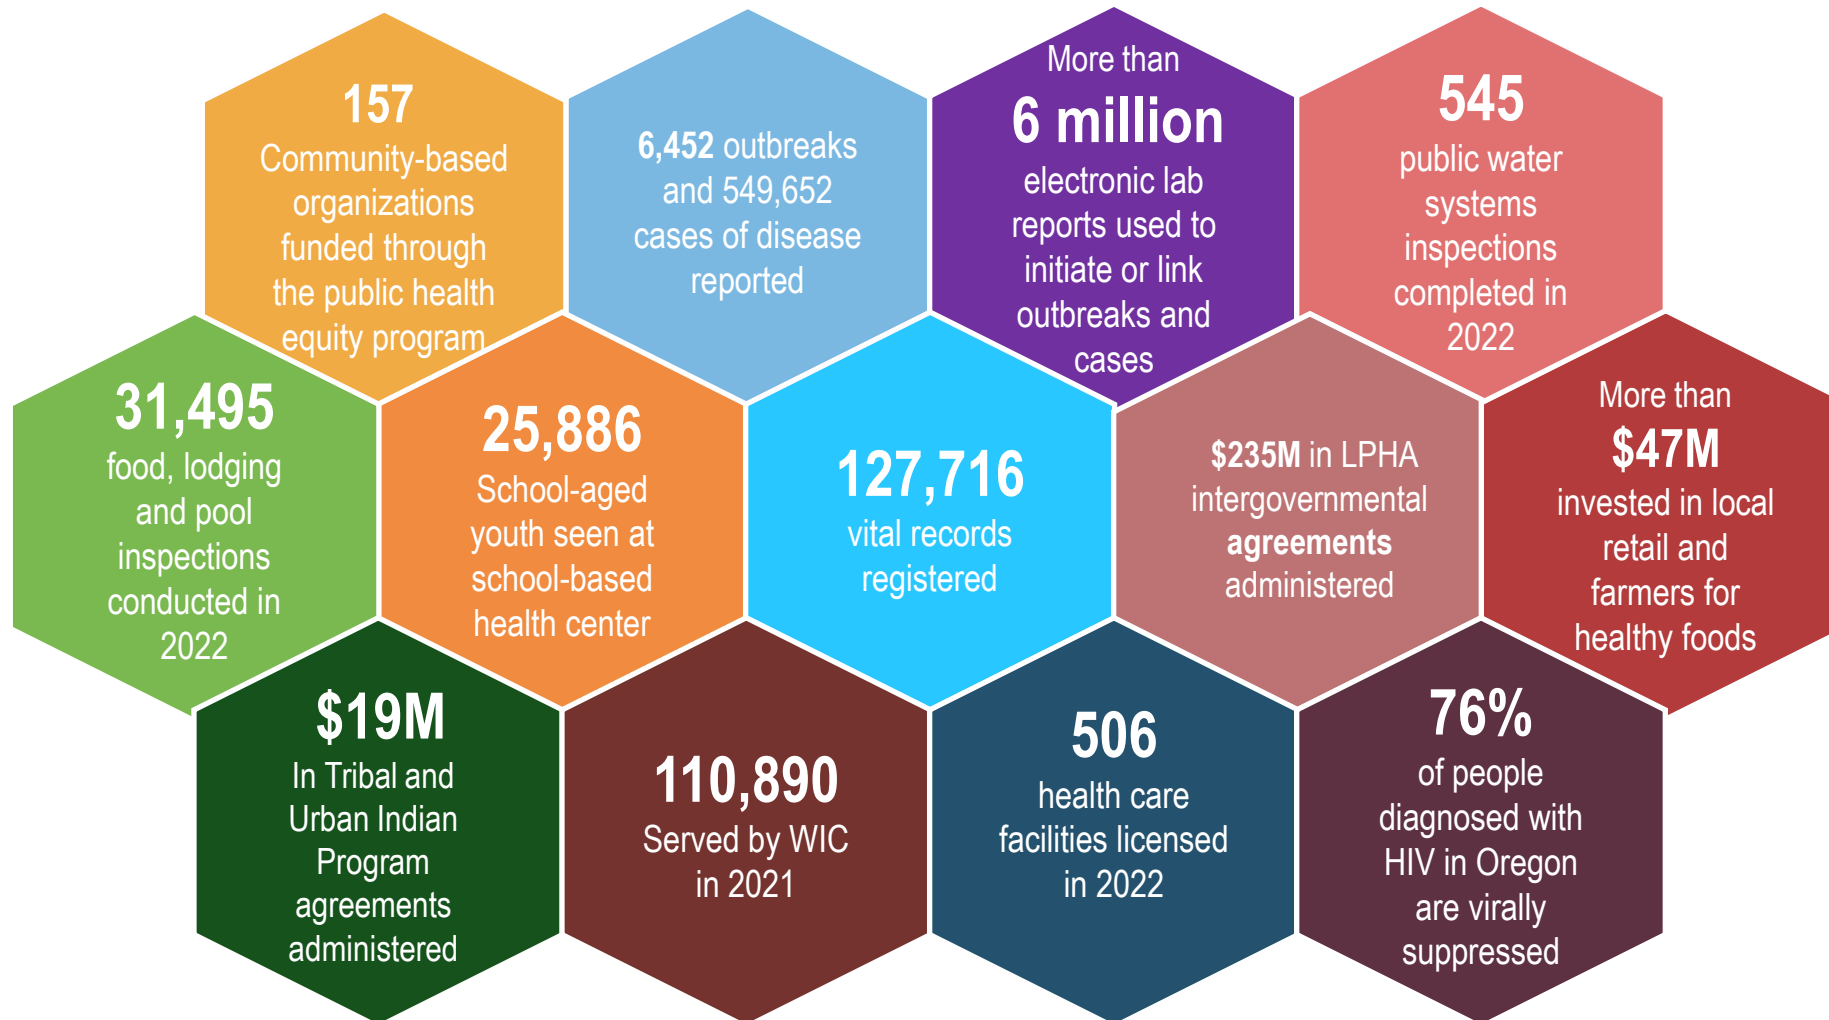 157
Community-based
organizations
funded through
the public health
equity program
6,452 outbreaks
and 549,652
cases of disease
reported
More than
6 million
electronic lab
reports used to
initiate or link
outbreaks and
cases
545
public water
systems
inspections
completed in
2022
31,495
food, lodging
and pool
inspections
conducted in
2022
25,886
School-aged
youth seen at
school-based
health center
127,716
vital records
registered
$235M in LPHA
intergovernmental
agreements
administered
More than
$47M
invested in local
retail and
farmers for
healthy foods
$19M
In Tribal and
Urban Indian
Program
agreements
administered
110,890
Served by WIC
in 2021
506
health care
facilities licensed
in 2022
76%
of people
diagnosed with
HIV in Oregon
are virally
suppressed